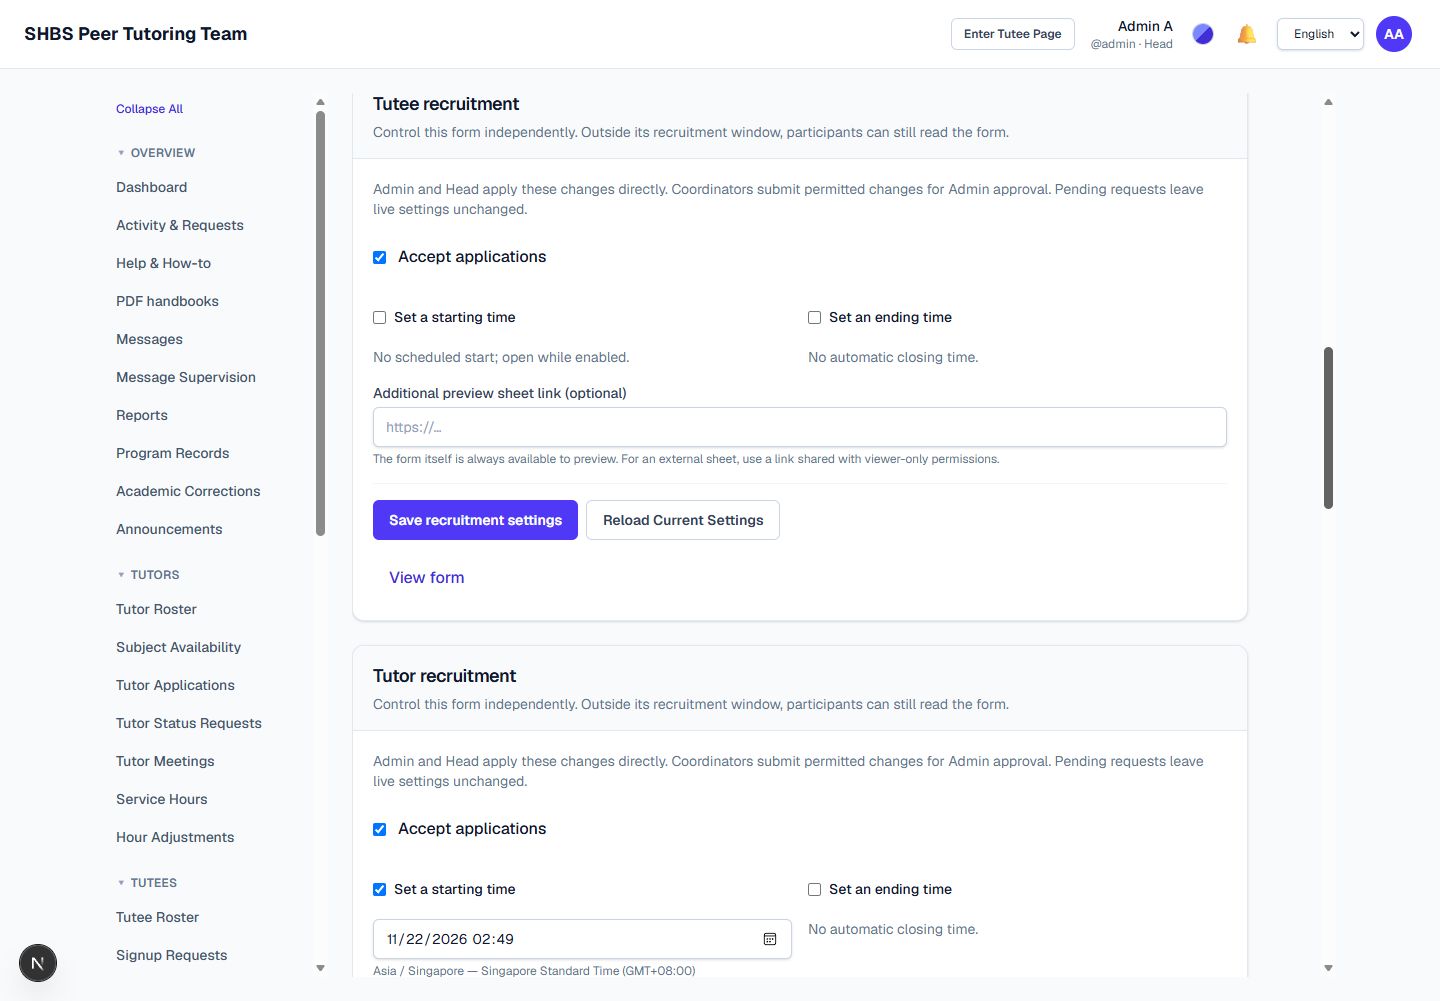 SHBS Peer Tutoring Team
Enter Tutee Page
Admin A
@admin · Head
English
AA
Collapse All
OVERVIEW
Dashboard
Activity & Requests
Help & How-to
PDF handbooks
Messages
Message Supervision
Reports
Program Records
Academic Corrections
Announcements
TUTORS
Tutor Roster
Subject Availability
Tutor Applications
Tutor Status Requests
Tutor Meetings
Service Hours
Hour Adjustments
TUTEES
Tutee Roster
Signup Requests
N
Tutee recruitment
Control this form independently. Outside its recruitment window, participants can still read the form.
Admin and Head apply these changes directly. Coordinators submit permitted changes for Admin approval. Pending requests leave
live settings unchanged.
Accept applications
Set a starting time
Set an ending time
No scheduled start; open while enabled.
No automatic closing time.
Additional preview sheet link (optional)
https://…
The form itself is always available to preview. For an external sheet, use a link shared with viewer-only permissions.
Save recruitment settings
Reload Current Settings
View form
Tutor recruitment
Control this form independently. Outside its recruitment window, participants can still read the form.
Admin and Head apply these changes directly. Coordinators submit permitted changes for Admin approval. Pending requests leave
live settings unchanged.
Accept applications
Set a starting time
Set an ending time
11/22/2026 02:49
No automatic closing time.
Asia / Singapore — Singapore Standard Time (GMT+08:00)